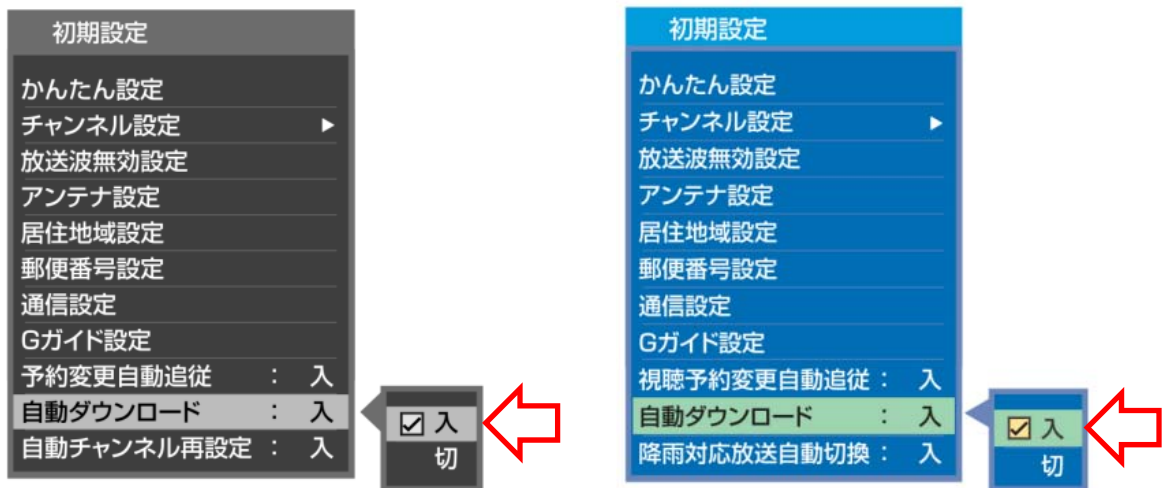 初期設定
かんたん設定
チャンネル設定 ▶
放送波無効設定
アンテナ設定
居住地域設定
郵便番号設定
通信設定
Gガイド設定
予約変更自動追従 : 入
自動ダウンロード : 入
自動チャンネル再設定 : 入
☑ 入
切
初期設定
かんたん設定
チャンネル設定 ▶
放送波無効設定
アンテナ設定
居住地域設定
郵便番号設定
通信設定
Gガイド設定
視聴予約変更自動追従 : 入
自動ダウンロード : 入
降雨対応放送自動切換 : 入
☑ 入
切